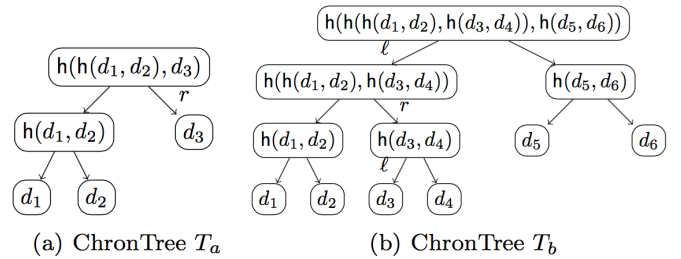 h(h(h(d₁, d₂), h(d₃, d₄)), h(d₅, d₆))
ℓ
h(h(d₁, d₂), d₃)
r
h(h(d₁, d₂), h(d₃, d₄))
h(d₅, d₆)
r
h(d₁, d₂)
d₃
h(d₁, d₂)
h(d₃, d₄)
d₅
d₆
ℓ
d₁
d₂
d₁
d₂
d₃
d₄
(a) ChronTree Tₐ
(b) ChronTree T_b